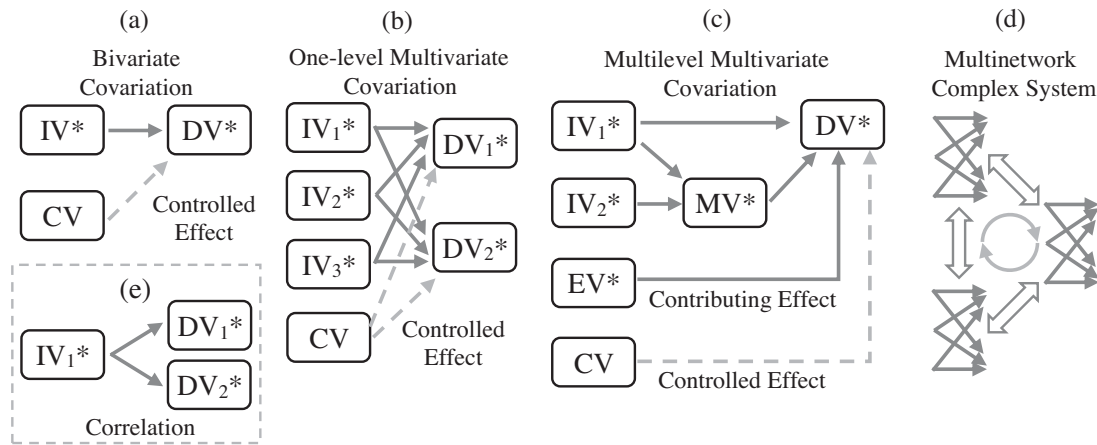 (a)
Bivariate
Covariation
IV*
DV*
CV
Controlled
Effect
(b)
One-level Multivariate
Covariation
IV₁*
IV₂*
IV₃*
CV
DV₁*
DV₂*
Controlled
Effect
(c)
Multilevel Multivariate
Covariation
IV₁*
DV*
IV₂*
MV*
EV*
Contributing Effect
CV
Controlled Effect
(d)
Multinetwork
Complex System
(e)
IV₁*
DV₁*
DV₂*
Correlation